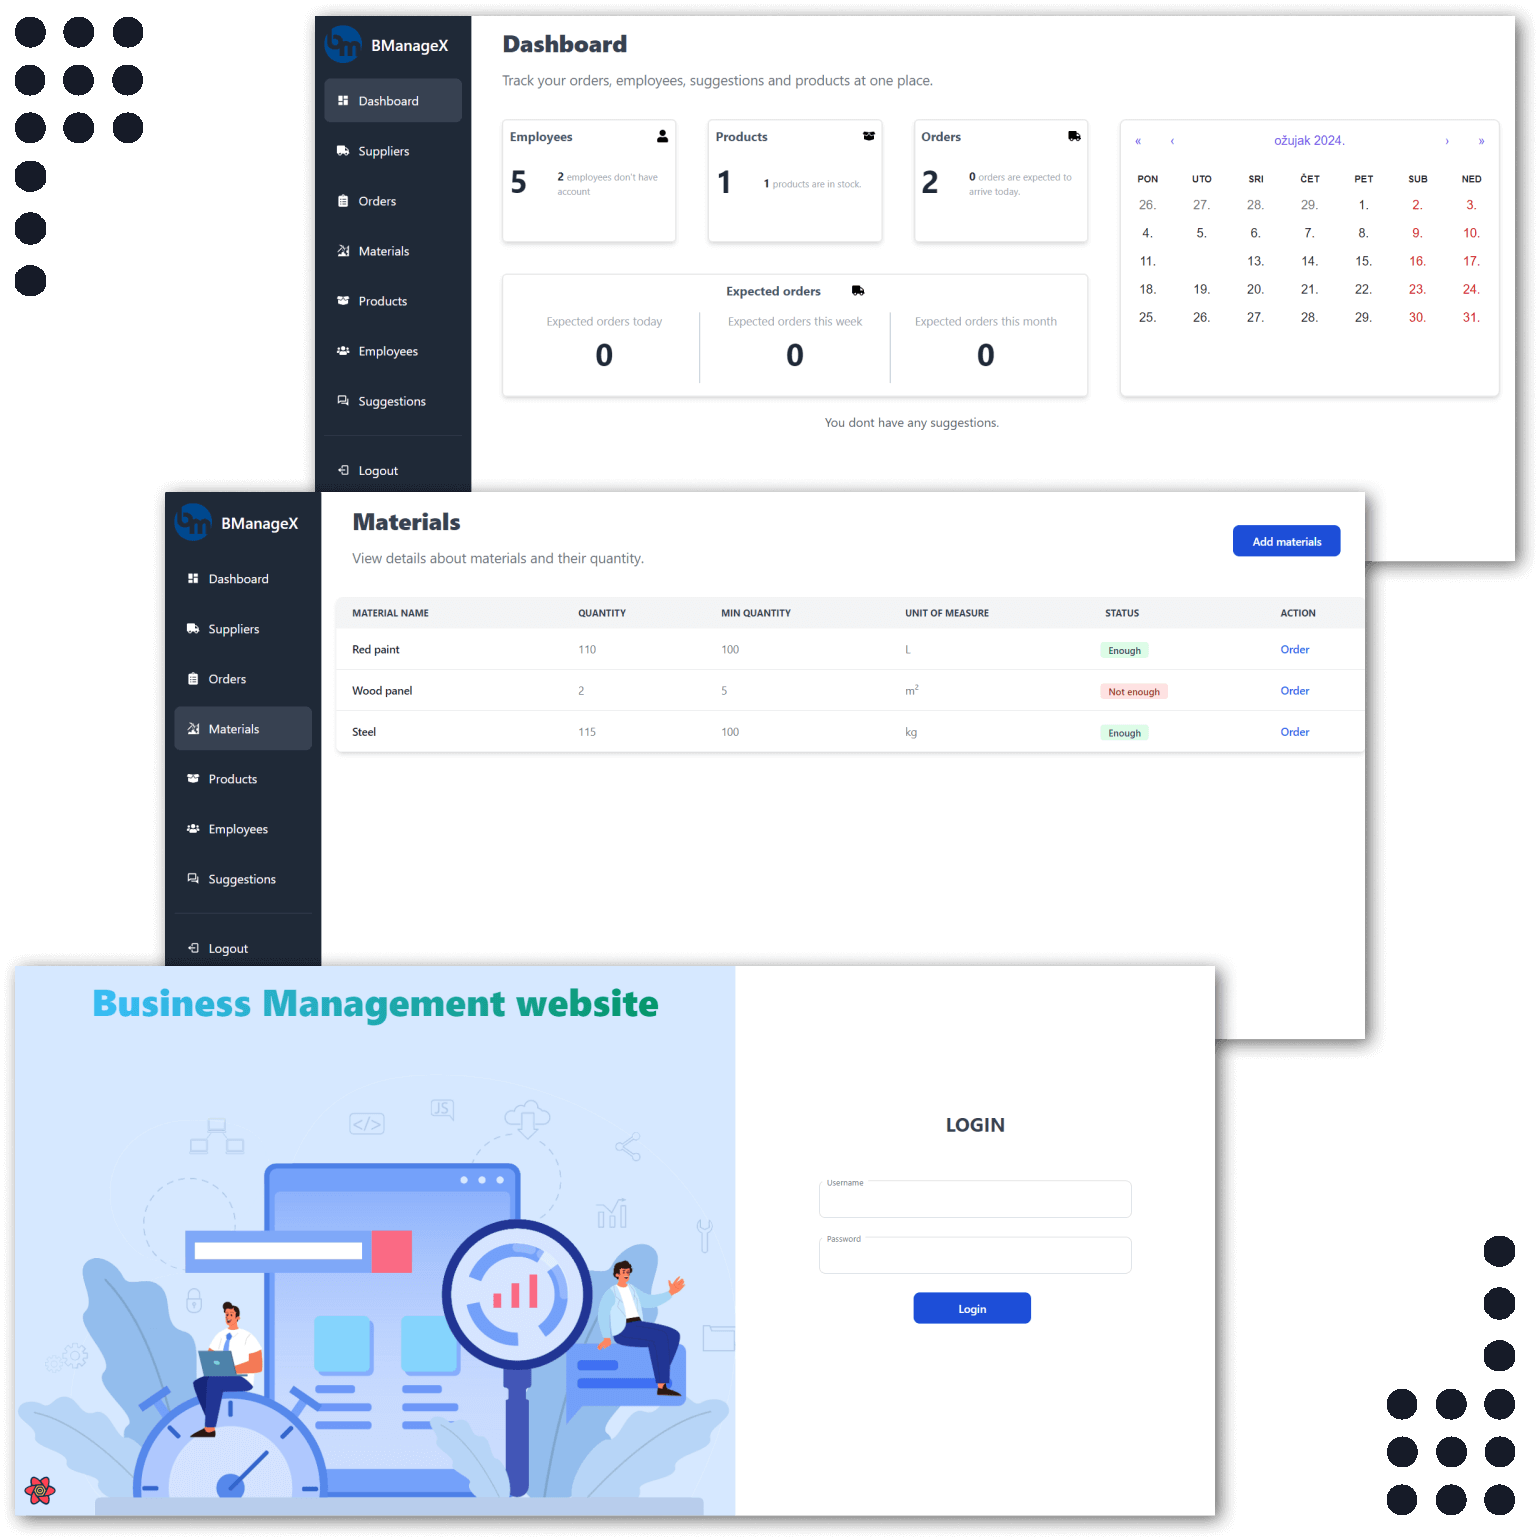 bm BManageX
Dashboard
Suppliers
Orders
Materials
Products
Employees
Suggestions
Logout
Dashboard
Track your orders, employees, suggestions and products at one place.
Employees
5
2 employees don't have
account
Products
1
1 products are in stock.
Orders
2
0 orders are expected to
arrive today.
« ‹ ožujak 2024. › »
PON UTO SRI ČET PET SUB NED
26. 27. 28. 29. 1. 2. 3.
4. 5. 6. 7. 8. 9. 10.
11. 13. 14. 15. 16. 17.
18. 19. 20. 21. 22. 23. 24.
25. 26. 27. 28. 29. 30. 31.
Expected orders
Expected orders today
0
Expected orders this week
0
Expected orders this month
0
You dont have any suggestions.
bm BManageX
Dashboard
Suppliers
Orders
Materials
Products
Employees
Suggestions
Logout
Materials
View details about materials and their quantity.
Add materials
MATERIAL NAME QUANTITY MIN QUANTITY UNIT OF MEASURE STATUS ACTION
Red paint 110 100 L Enough Order
Wood panel 2 5 m² Not enough Order
Steel 115 100 kg Enough Order
Business Management website
</>
JS
LOGIN
Username
Password
Login